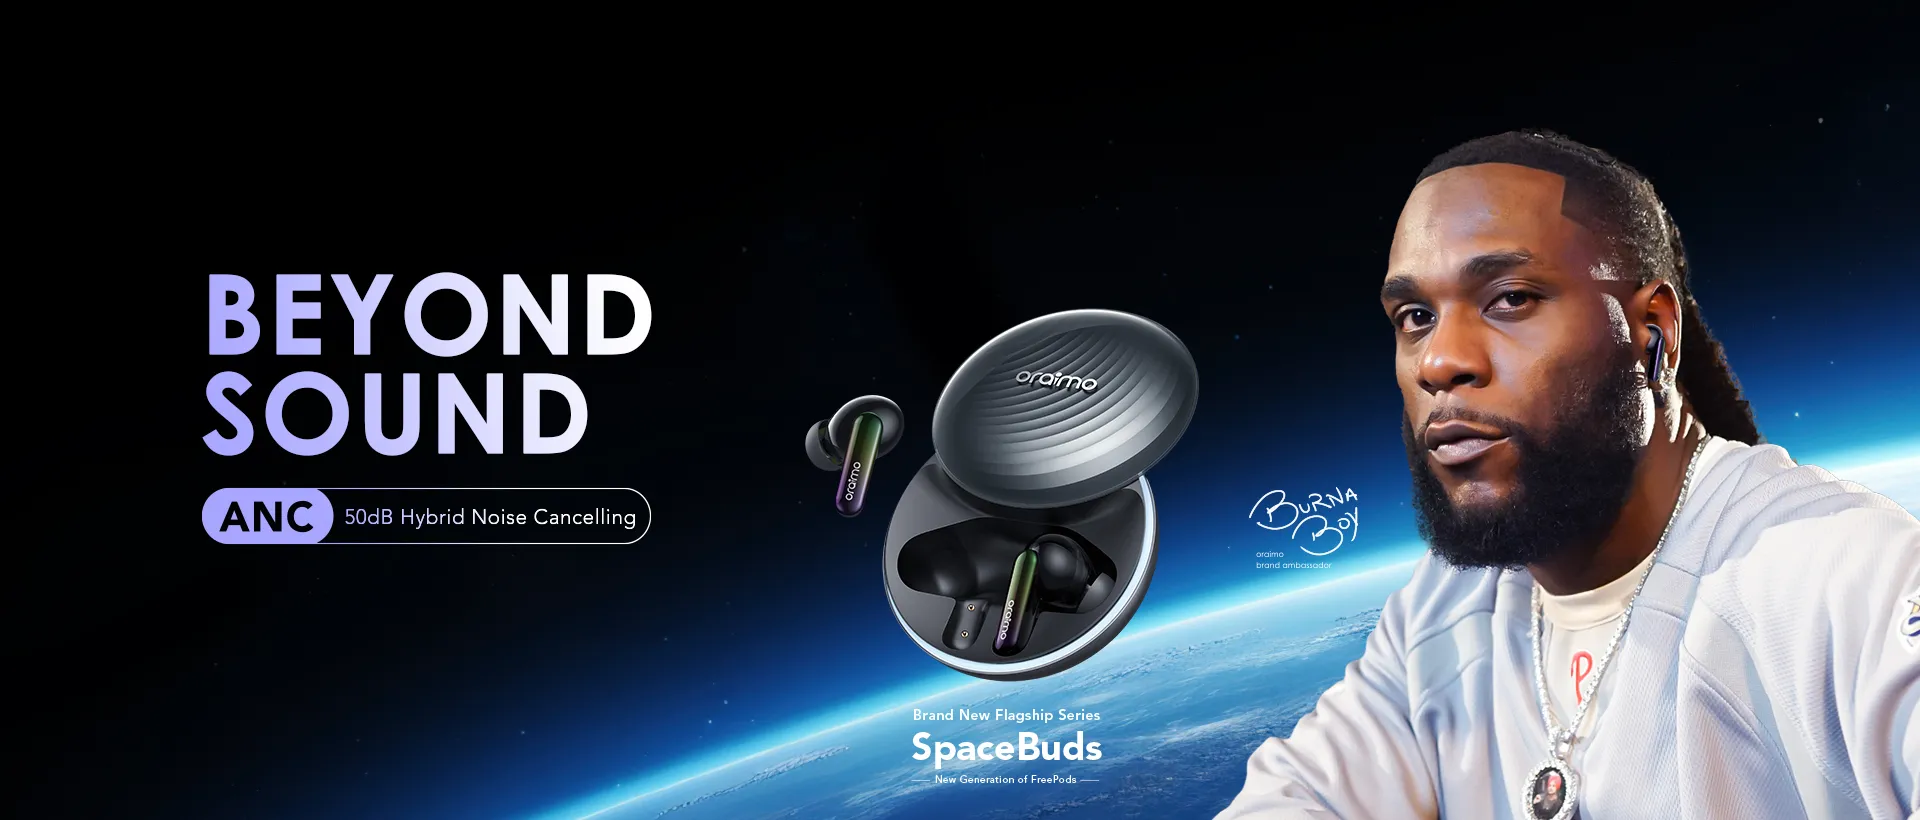 BEYOND
SOUND
ANC 50dB Hybrid Noise Cancelling
oraimo
oraimo
oraimo
BURNA
BOY
oraimo
brand ambassador
P
Brand New Flagship Series
SpaceBuds
New Generation of FreePods